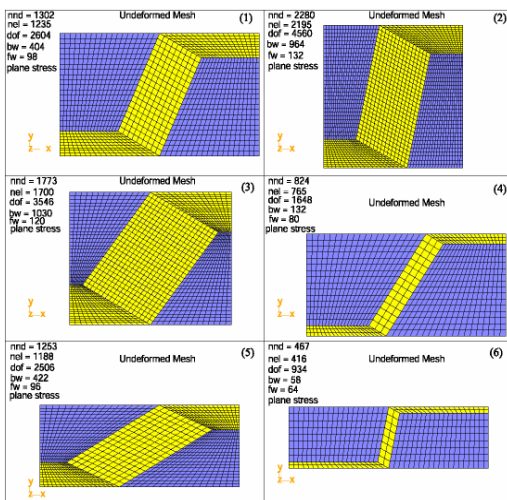 nnd = 1302
nel = 1235
dof = 2604
bw = 404
fw = 98
plane stress
Undeformed Mesh
(1)
y
z x
nnd = 2280
nel = 2195
dof = 4560
bw = 964
fw = 132
plane stress
Undeformed Mesh
(2)
y
z x
nnd = 1773
nel = 1700
dof = 3546
bw = 1030
fw = 120
plane stress
Undeformed Mesh
(3)
y
z x
nnd = 824
nel = 765
dof = 1648
bw = 132
fw = 80
plane stress
Undeformed Mesh
(4)
y
z x
nnd = 1253
nel = 1188
dof = 2506
bw = 422
fw = 96
plane stress
Undeformed Mesh
(5)
y
z x
nnd = 467
nel = 416
dof = 934
bw = 58
fw = 64
plane stress
Undeformed Mesh
(6)
y
z x